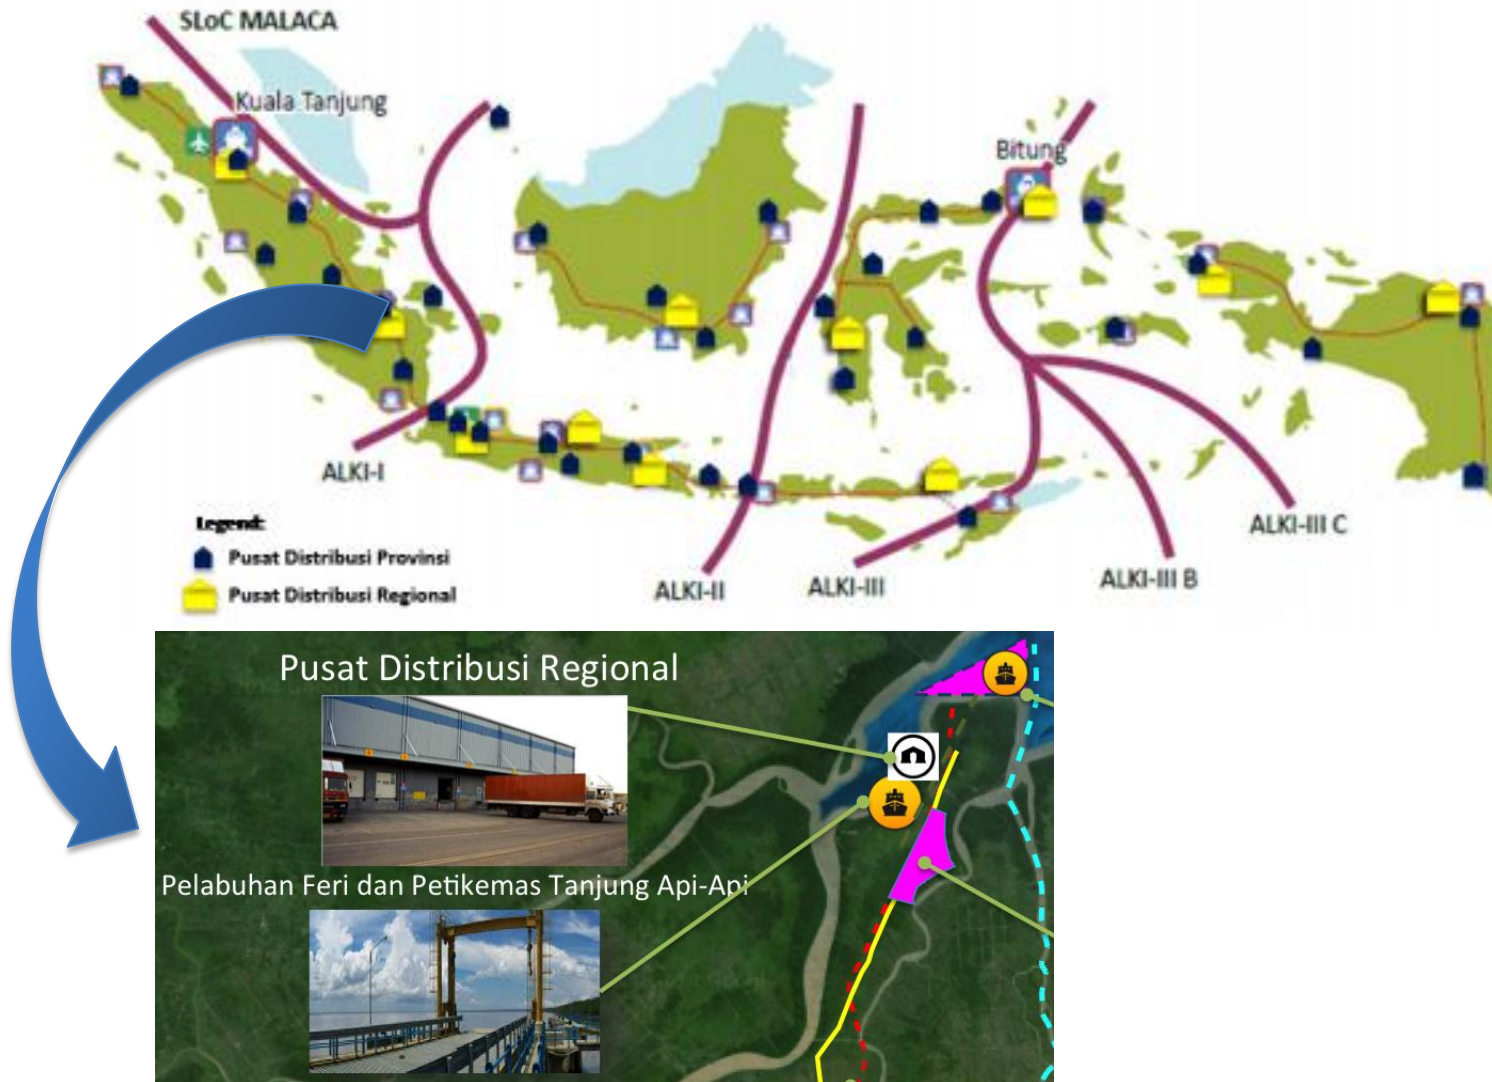 SLoC MALACA
Kuala Tanjung
Bitung
ALKI-I
ALKI-II
ALKI-III
ALKI-III B
ALKI-III C
Legend:
Pusat Distribusi Provinsi
Pusat Distribusi Regional
Pusat Distribusi Regional
Pelabuhan Feri dan Petikemas Tanjung Api-Api